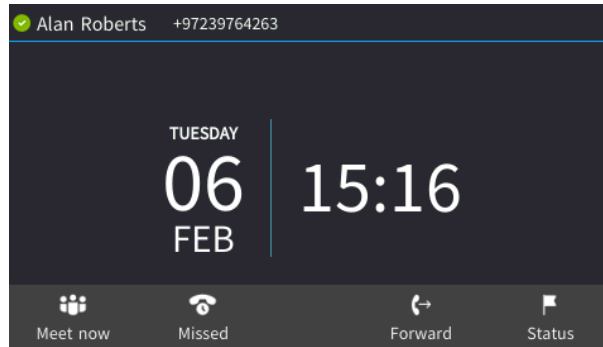 Alan Roberts +97239764263
TUESDAY
06
FEB
15:16
Meet now Missed Forward Status